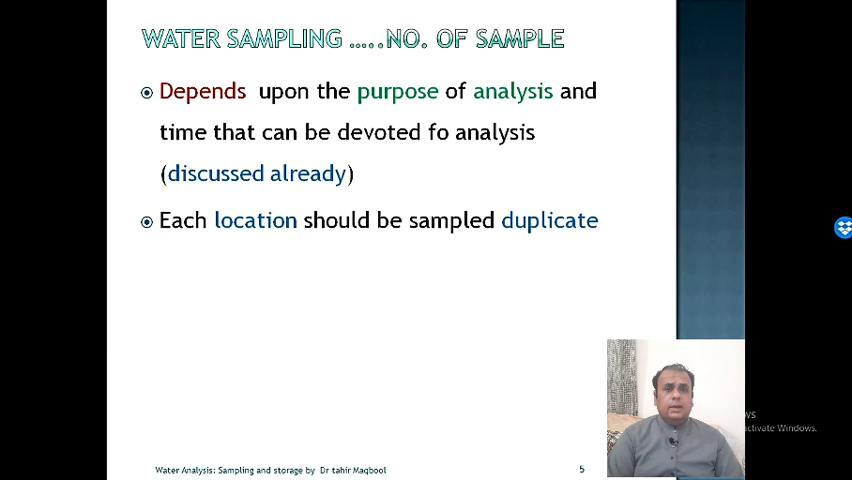 WATER SAMPLING .....NO. OF SAMPLE
Depends upon the purpose of analysis and
time that can be devoted fo analysis
(discussed already)
Each location should be sampled duplicate
Water Analysis: Sampling and storage by Dr tahir Maqbool
5
ws
activate Windows.